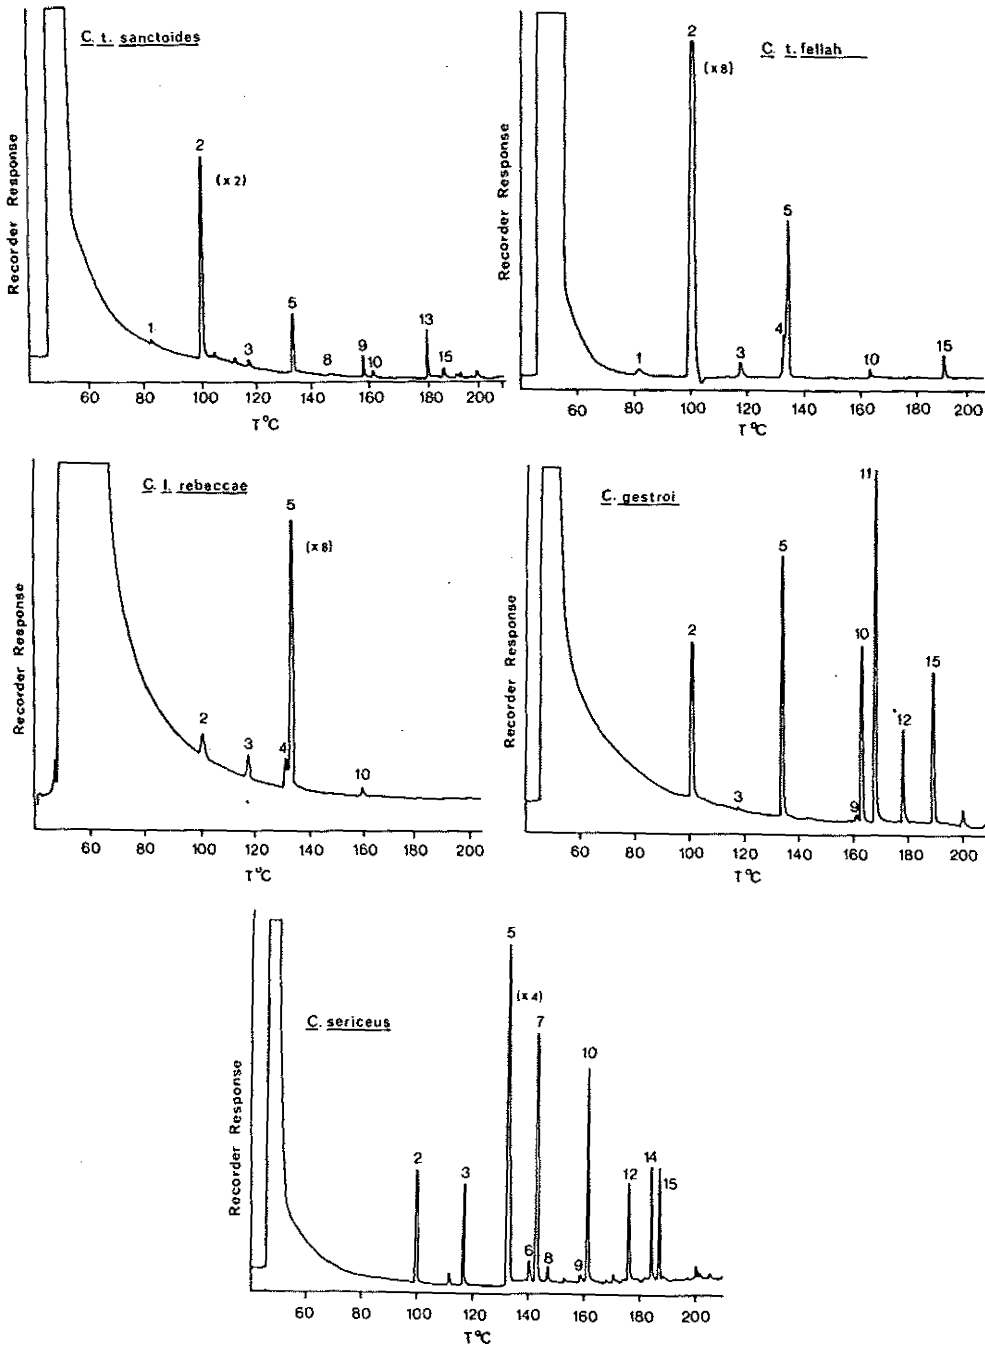 C. t. sanctoides
Recorder Response
1
2
(x 2)
3
5
8
9
10
13
15
60 80 100 120 140 160 180 200
T°C
C. t. fellah
Recorder Response
1
2
(x8)
3
4
5
10
15
60 80 100 120 140 160 180 200
T°C
C. l. rebeccae
Recorder Response
2
3
4
5
(x8)
10
60 80 100 120 140 160 180 200
T°C
C. gestroi
Recorder Response
2
3
5
9
10
11
12
15
60 80 100 120 140 160 180 200
T°C
C. sericeus
Recorder Response
2
3
5
(x 4)
6
7
8
9
10
12
14
15
60 80 100 120 140 160 180 200
T°C